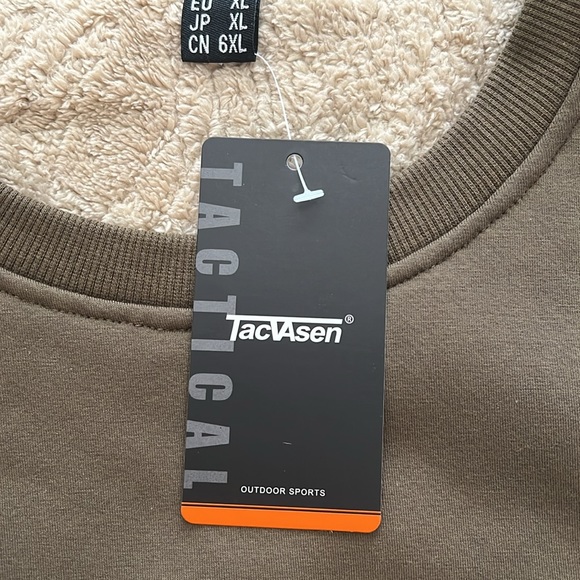 EU XL
JP XL
CN 6XL
TACTICAL
TacVAsen®
OUTDOOR SPORTS